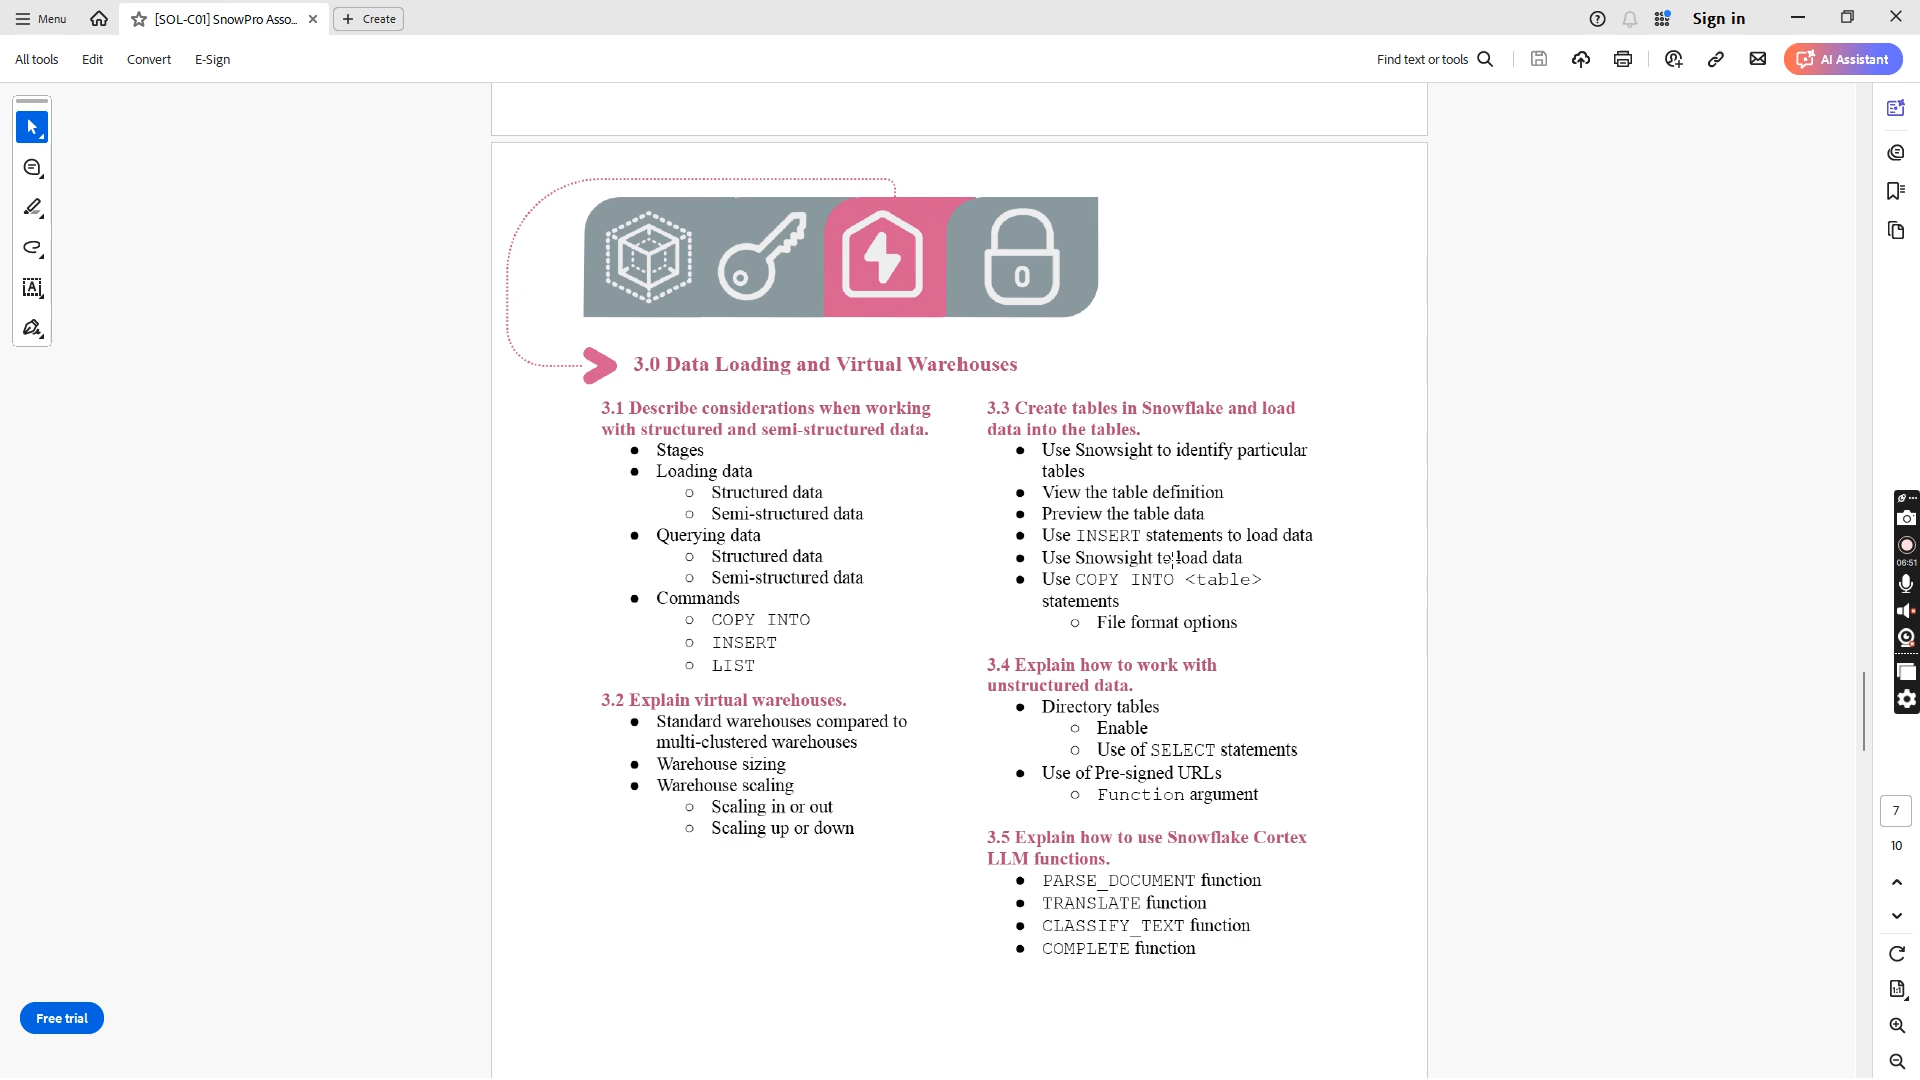 Menu
[SOL-C01] SnowPro Asso...
Create
Sign in
All tools
Edit
Convert
E-Sign
Find text or tools
AI Assistant
3.0 Data Loading and Virtual Warehouses
3.1 Describe considerations when working
with structured and semi-structured data.
● Stages
● Loading data
○ Structured data
○ Semi-structured data
● Querying data
○ Structured data
○ Semi-structured data
● Commands
○ COPY INTO
○ INSERT
○ LIST
3.2 Explain virtual warehouses.
● Standard warehouses compared to
multi-clustered warehouses
● Warehouse sizing
● Warehouse scaling
○ Scaling in or out
○ Scaling up or down
3.3 Create tables in Snowflake and load
data into the tables.
● Use Snowsight to identify particular
tables
● View the table definition
● Preview the table data
● Use INSERT statements to load data
● Use Snowsight to load data
● Use COPY INTO <table>
statements
○ File format options
3.4 Explain how to work with
unstructured data.
● Directory tables
○ Enable
○ Use of SELECT statements
● Use of Pre-signed URLs
○ Function argument
3.5 Explain how to use Snowflake Cortex
LLM functions.
● PARSE_DOCUMENT function
● TRANSLATE function
● CLASSIFY_TEXT function
● COMPLETE function
06:51
7
10
Free trial